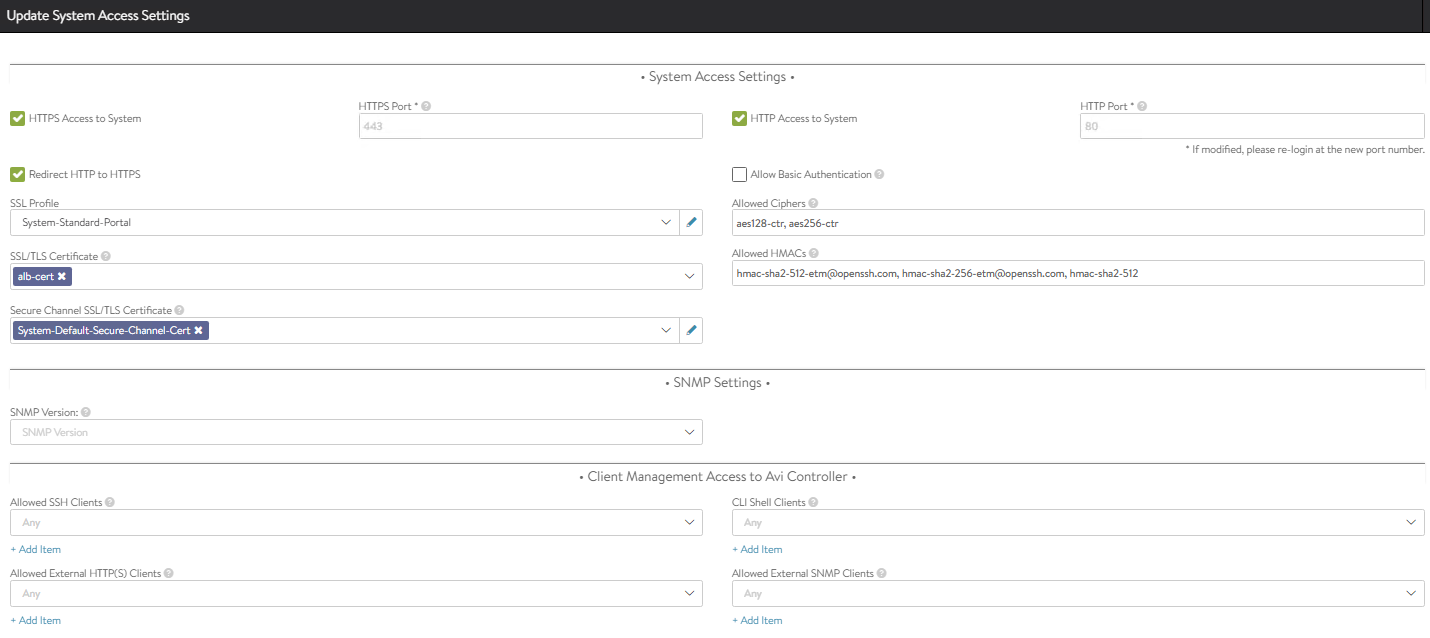 Update System Access Settings
• System Access Settings •
HTTPS Access to System
HTTPS Port *
443
HTTP Access to System
HTTP Port *
80
* If modified, please re-login at the new port number.
Redirect HTTP to HTTPS
Allow Basic Authentication
SSL Profile
System-Standard-Portal
Allowed Ciphers
aes128-ctr, aes256-ctr
SSL/TLS Certificate
alb-cert
Allowed HMACs
hmac-sha2-512-etm@openssh.com, hmac-sha2-256-etm@openssh.com, hmac-sha2-512
Secure Channel SSL/TLS Certificate
System-Default-Secure-Channel-Cert
• SNMP Settings •
SNMP Version:
SNMP Version
• Client Management Access to Avi Controller •
Allowed SSH Clients
Any
+ Add Item
CLI Shell Clients
Any
+ Add Item
Allowed External HTTP(S) Clients
Any
+ Add Item
Allowed External SNMP Clients
Any
+ Add Item